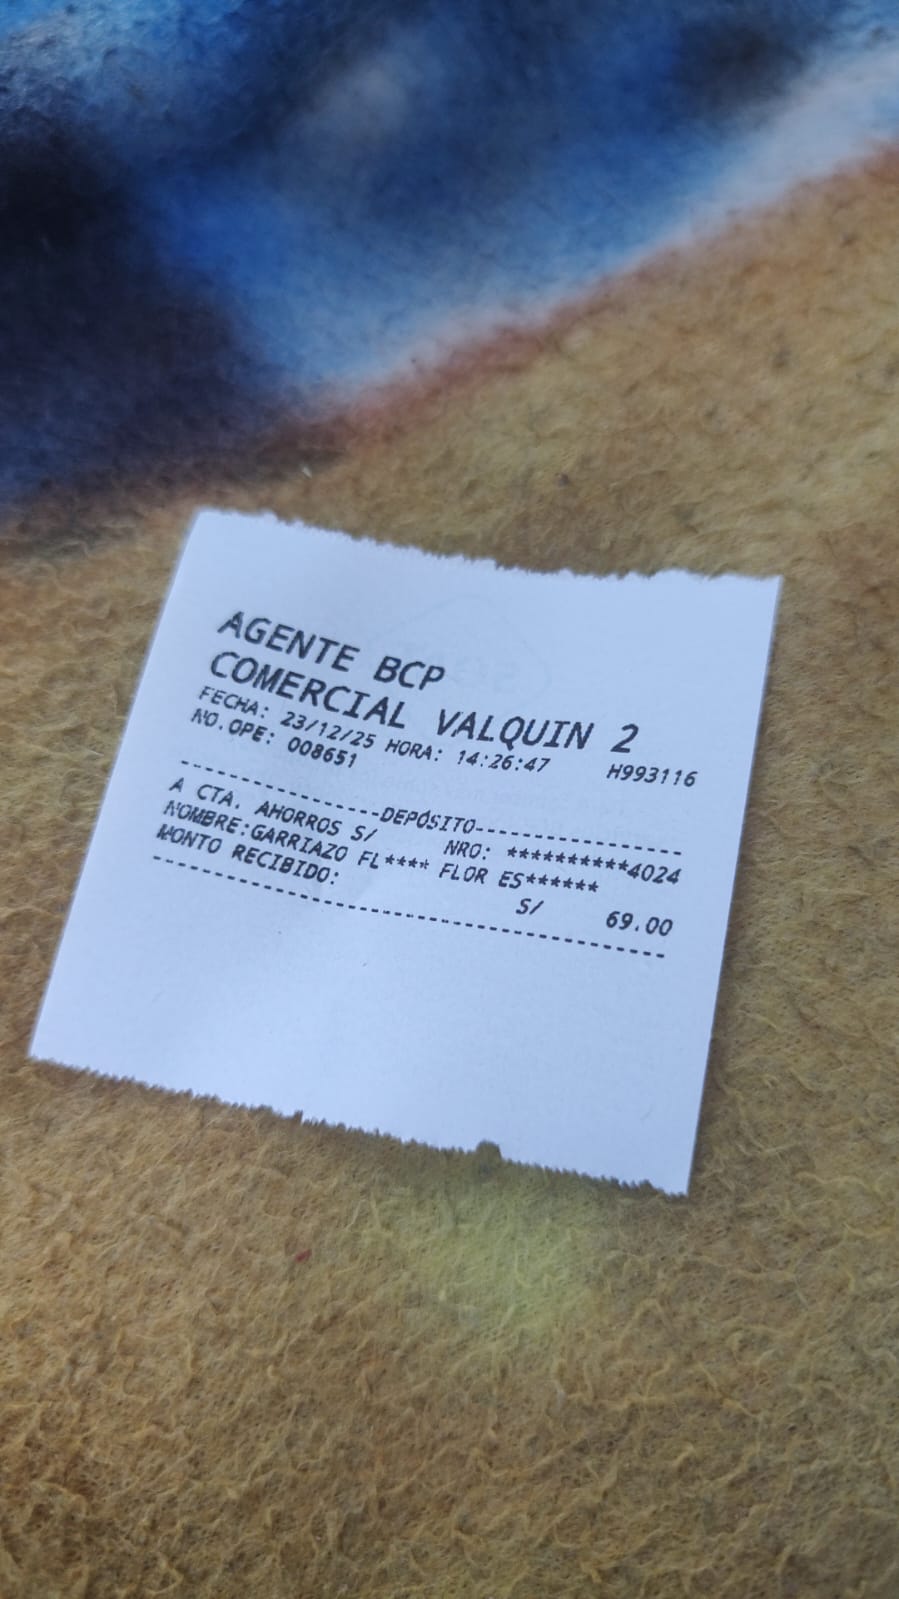 AGENTE BCP
COMERCIAL VALQUIN 2
FECHA: 23/12/25 HORA: 14:26:47 H993116
NO.OPE: 008651
--------------------DEPÓSITO--------------------
A CTA. AHORROS S/ NRO: **********4024
NOMBRE:GARRIAZO FL**** FLOR ES******
MONTO RECIBIDO: S/ 69.00
------------------------------------------------